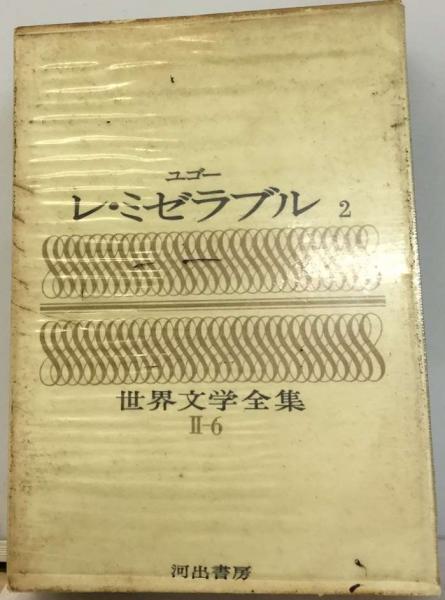 ユゴー
レ・ミゼラブル 2
世界文学全集
II-6
河出書房